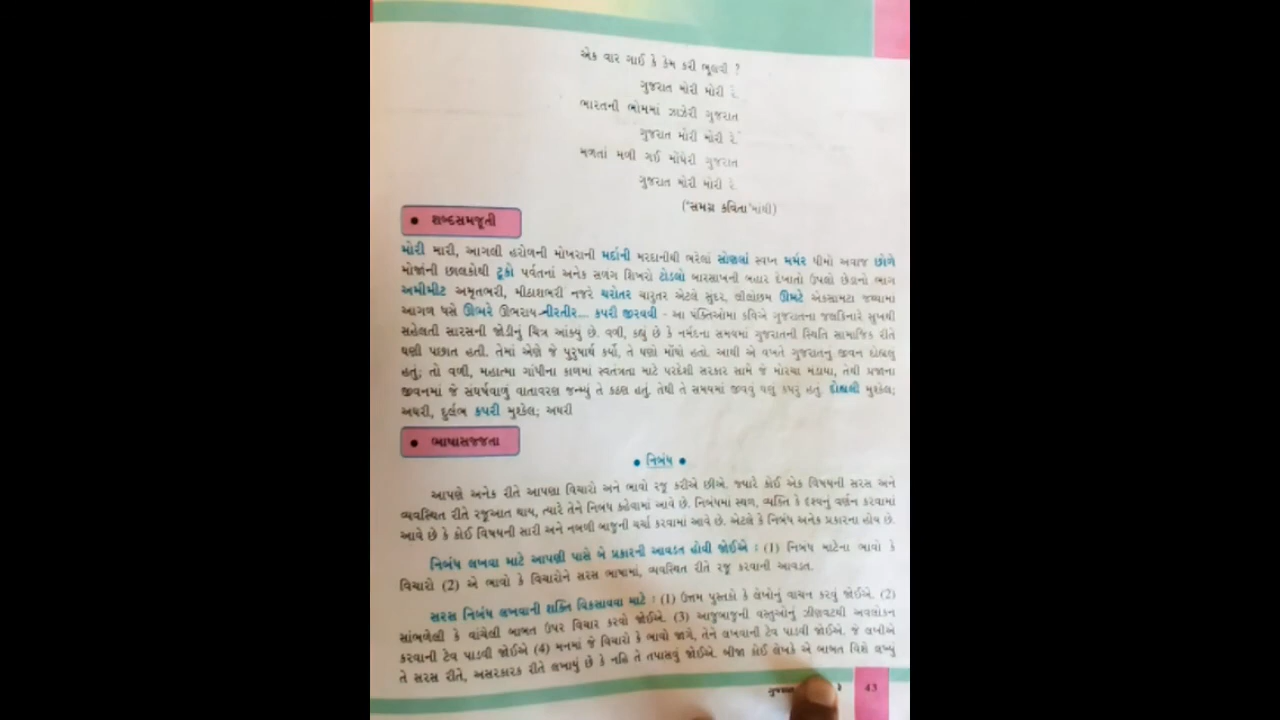 એક વાર ગાઈ કે કેમ કરી ભૂલવી ?
ગુજરાત મોરી મોરી રે.
ભારતની ભોમમાં ઝાઝેરી ગુજરાત
ગુજરાત મોરી મોરી રે.
મળતાં મળી ગઈ મોંઘેરી ગુજરાત
ગુજરાત મોરી મોરી રે.
('સમગ્ર કવિતા'માંથી)
● શબ્દસમજૂતી
મોરી મારી, આગલી હરોળની મોખરાની મર્દાની મરદાનીથી ભરેલાં સોણલાં સ્વપ્ન મર્મર ધીમો અવાજ છોળે
મોજાંની છાલકોથી ટૂકો પર્વતનાં અનેક સળંગ શિખરો ટોડલો બારસાખની બહાર દેખાતો ઉપલો છેડાનો ભાગ
અમીમીટ અમૃતભરી, મીઠાશભરી નજરે ચરોતર ચારુતર એટલે સુંદર, લીલોછમ ઊમટે એકસામટા જથ્થામાં
આગળ ધસે ઊભરે ઊભરાય નીરતીર... કપરી જીરવવી - આ પંક્તિઓમાં કવિએ ગુજરાતના જલકિનારે સુખથી
સહેલતી સારસની જોડીનું ચિત્ર આંક્યું છે. વળી, કહ્યું છે કે નર્મદના સમયમાં ગુજરાતની સ્થિતિ સામાજિક રીતે
ઘણી પાછાત હતી. તેમાં એણે જે પુરુષાર્થ કર્યો, તે ઘણો મોંઘો હતો. આથી એ વખતે ગુજરાતનું જીવન દોહ્યલું
હતું; તો વળી, મહાત્મા ગાંધીના કાળમાં સ્વતંત્રતા માટે પરદેશી સરકાર સામે જે મોરચા મંડાયા, તેથી પ્રજાના
જીવનમાં જે સંઘર્ષવાળું વાતાવરણ જન્મ્યું તે કઠણ હતું. તેથી તે સમયમાં જીવવું ઘણું કપરું હતું. દોહ્યલી મુશ્કેલ;
અઘરી, દુર્લભ કપરી મુશ્કેલ; અઘરી
● ભાષાસજ્જતા
● નિબંધ ●
આપણે અનેક રીતે આપણા વિચારો અને ભાવો રજૂ કરીએ છીએ. જ્યારે કોઈ એક વિષયની સરસ અને
વ્યવસ્થિત રીતે રજૂઆત થાય, ત્યારે તેને નિબંધ કહેવામાં આવે છે. નિબંધમાં સ્થળ, વ્યક્તિ કે દૃશ્યનું વર્ણન કરવામાં
આવે છે કે કોઈ વિષયની સારી અને નબળી બાજુની ચર્ચા કરવામાં આવે છે. એટલે કે નિબંધ અનેક પ્રકારના હોય છે.
નિબંધ લખવા માટે આપણી પાસે બે પ્રકારની આવડત હોવી જોઈએ : (1) નિબંધ માટેના ભાવો કે
વિચારો (2) એ ભાવો કે વિચારોને સરસ ભાષામાં, વ્યવસ્થિત રીતે રજૂ કરવાની આવડત.
સરસ નિબંધ લખવાની શક્તિ વિકસાવવા માટે : (1) ઉત્તમ પુસ્તકો કે લેખોનું વાચન કરવું જોઈએ. (2)
સાંભળેલી કે વાંચેલી બાબત ઉપર વિચાર કરવો જોઈએ. (3) આજુબાજુની વસ્તુઓનું ઝીણવટથી અવલોકન
કરવાની ટેવ પાડવી જોઈએ (4) મનમાં જે વિચારો કે ભાવો જાગે, તેને લખવાની ટેવ પાડવી જોઈએ. જે લખીએ
તે સરસ રીતે, અસરકારક રીતે લખાયું છે કે નહિ તે તપાસવું જોઈએ. બીજા કોઈ લેખકે એ બાબત વિશે લખ્યું
43